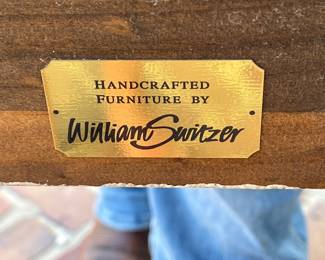 HANDCRAFTED
FURNITURE BY
William Switzer